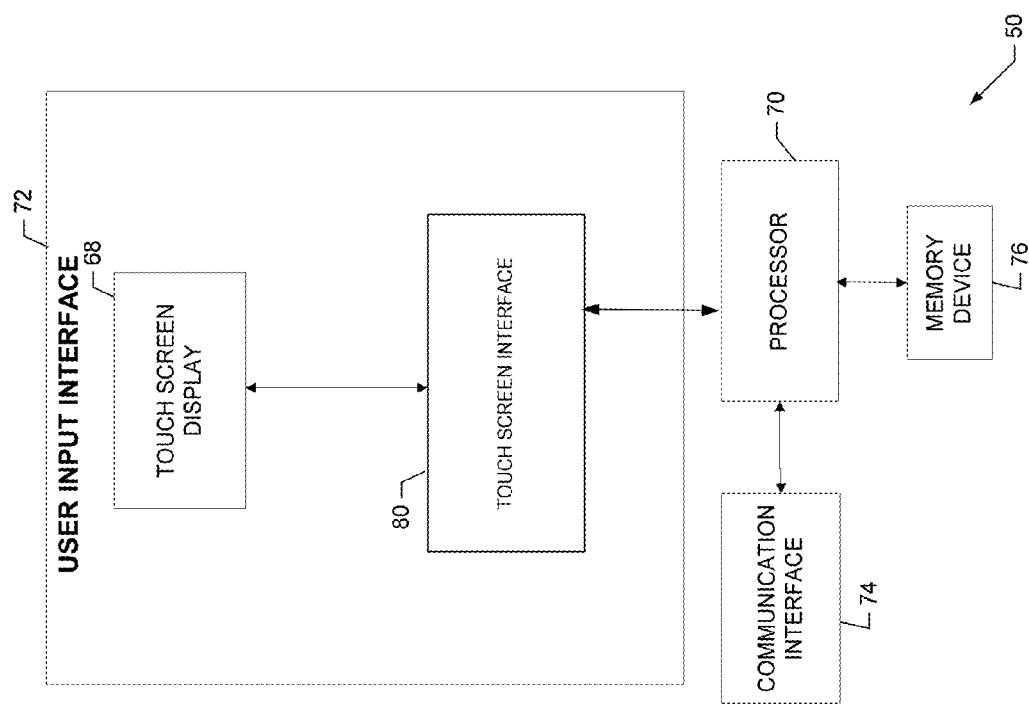 USER INPUT INTERFACE
72
TOUCH SCREEN
DISPLAY
68
TOUCH SCREEN INTERFACE
80
PROCESSOR
70
COMMUNICATION
INTERFACE
74
MEMORY
DEVICE
76
50